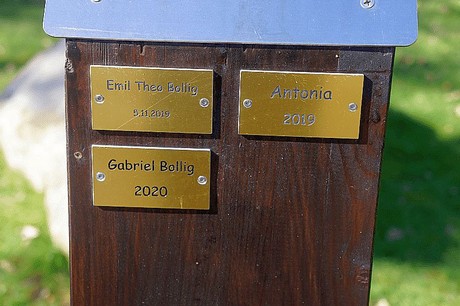 Emil Theo Bollig
5.11.2019
Antonia
2019
Gabriel Bollig
2020